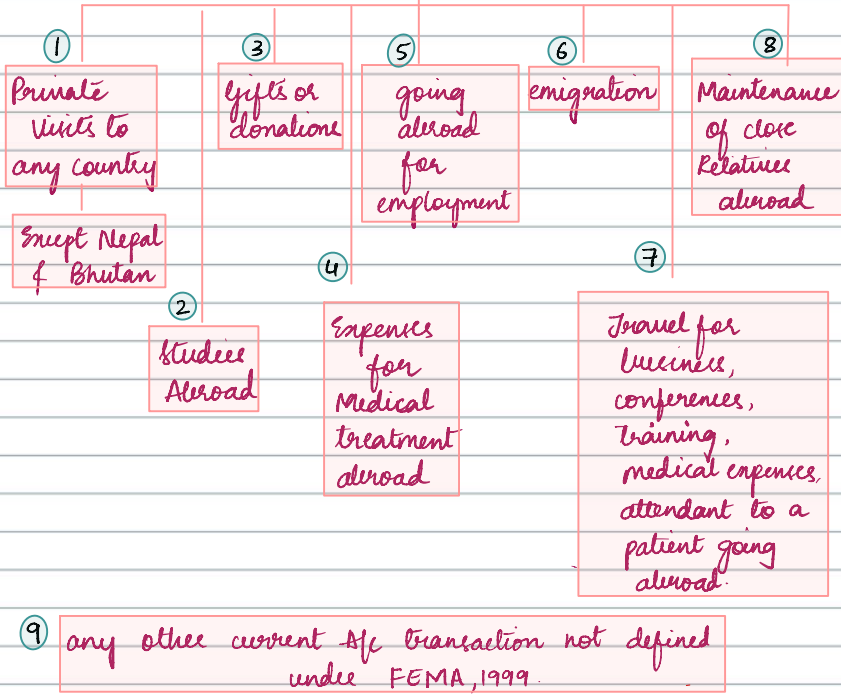 1
Private
Visits to
any country
Except Nepal
& Bhutan
2
Studies
Abroad
3
Gifts or
donations
4
Expenses
for
Medical
treatment
abroad
5
going
abroad
for
employment
6
emigration
7
Travel for
business,
conferences,
Training,
medical expenses,
attendant to a
patient going
abroad.
8
Maintenance
of close
Relatives
abroad
9
any other current A/c transaction not defined
under FEMA, 1999.